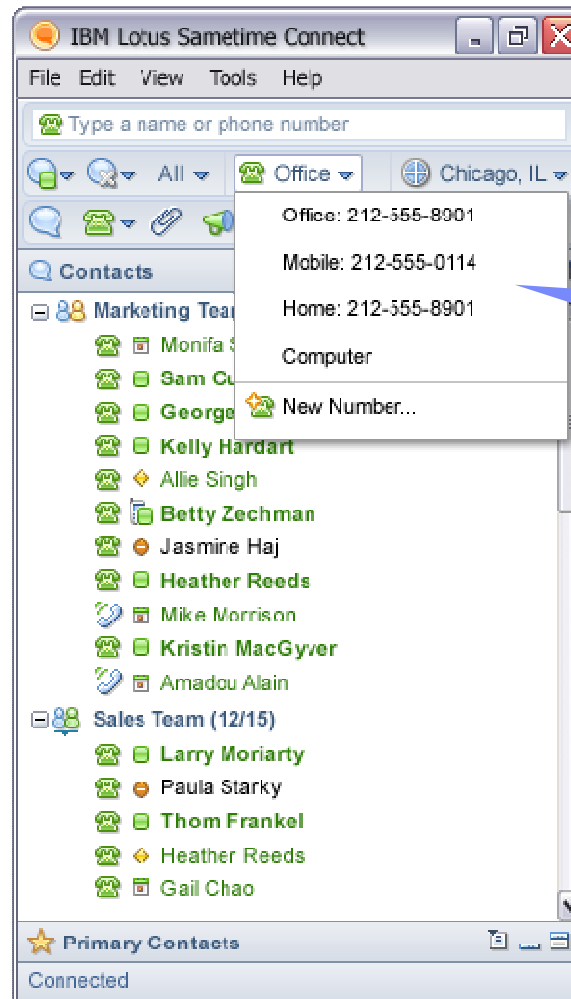 IBM Lotus Sametime Connect
File Edit View Tools Help
Type a name or phone number
All Office Chicago, IL
Office: 212-555-8901
Mobile: 212-555-0114
Home: 212-555-8901
Computer
New Number...
Contacts
Marketing
Monifa
Sam
George
Kelly Hardart
Allie Singh
Betty Zechman
Jasmine Haj
Heather Reeds
Mike Morrison
Kristin MacGyver
Amadou Alain
Sales Team (12/15)
Larry Moriarty
Paula Starky
Thom Frankel
Heather Reeds
Gail Chao
Primary Contacts
Connected